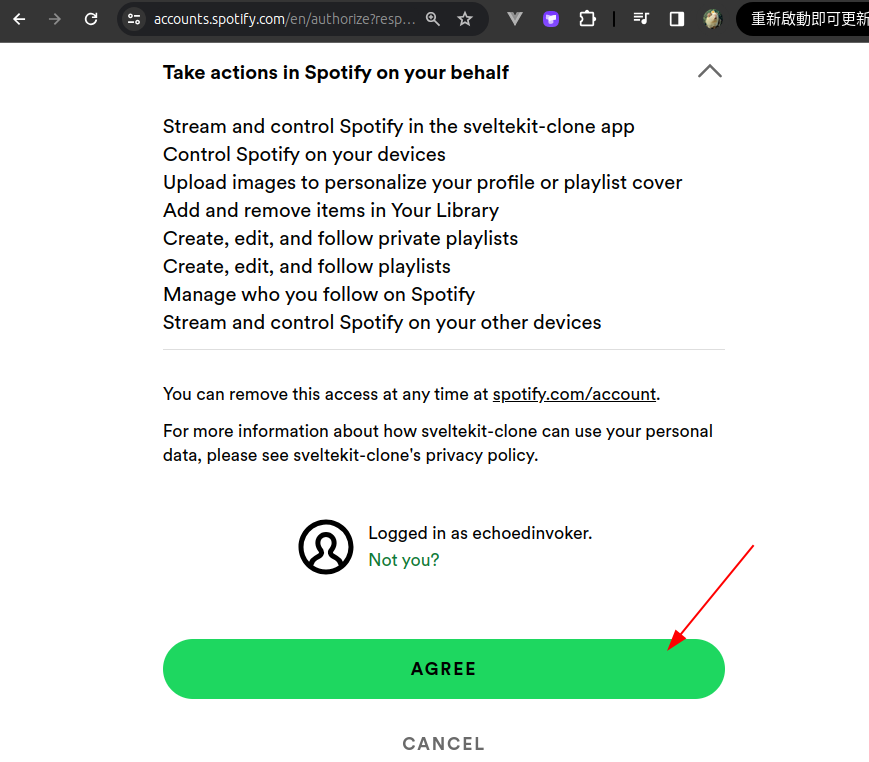 accounts.spotify.com/en/authorize?resp...
重新啟動即可更新
Take actions in Spotify on your behalf
Stream and control Spotify in the sveltekit-clone app
Control Spotify on your devices
Upload images to personalize your profile or playlist cover
Add and remove items in Your Library
Create, edit, and follow private playlists
Create, edit, and follow playlists
Manage who you follow on Spotify
Stream and control Spotify on your other devices
You can remove this access at any time at spotify.com/account.
For more information about how sveltekit-clone can use your personal
data, please see sveltekit-clone's privacy policy.
Logged in as echoedinvoker.
Not you?
AGREE
CANCEL